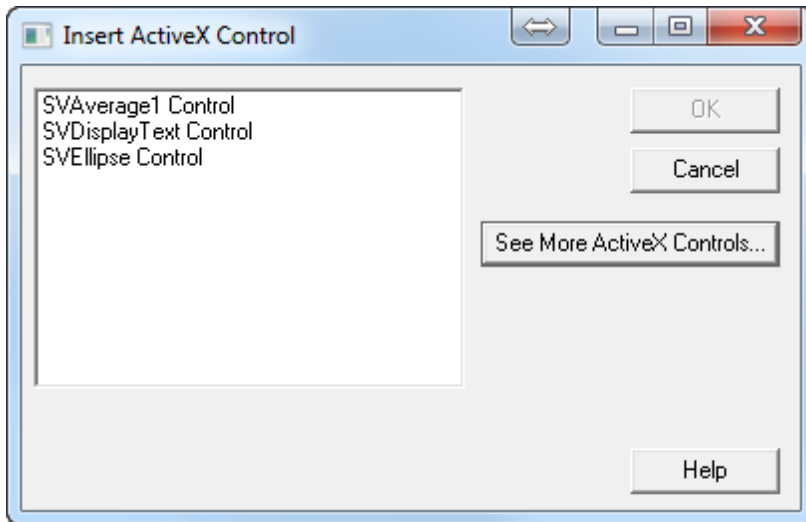 Insert ActiveX Control
SVAverage1 Control
SVDisplayText Control
SVEllipse Control
OK
Cancel
See More ActiveX Controls...
Help